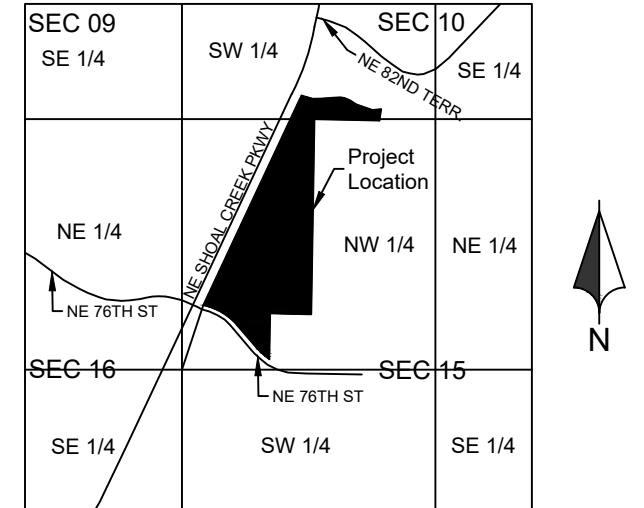 SEC 09
SEC 10
SE 1/4
SW 1/4
SE 1/4
NE 82ND TERR.
NE SHOAL CREEK PKWY
Project
Location
NE 1/4
NW 1/4
NE 1/4
NE 76TH ST
N
SEC 16
SEC 15
NE 76TH ST
SE 1/4
SW 1/4
SE 1/4